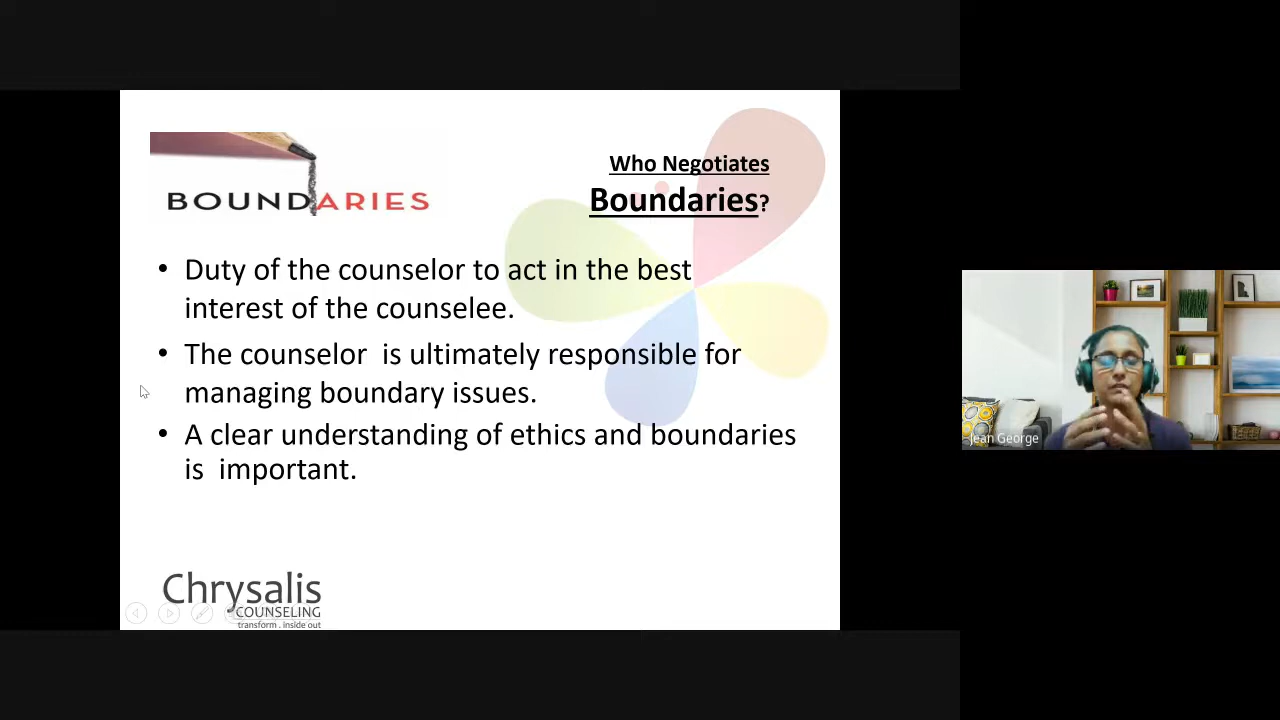 BOUNDARIES
Who Negotiates
Boundaries?
• Duty of the counselor to act in the best
interest of the counselee.
• The counselor  is ultimately responsible for
managing boundary issues.
• A clear understanding of ethics and boundaries
is  important.
Chrysalis
COUNSELING
transform . inside out
Jean George